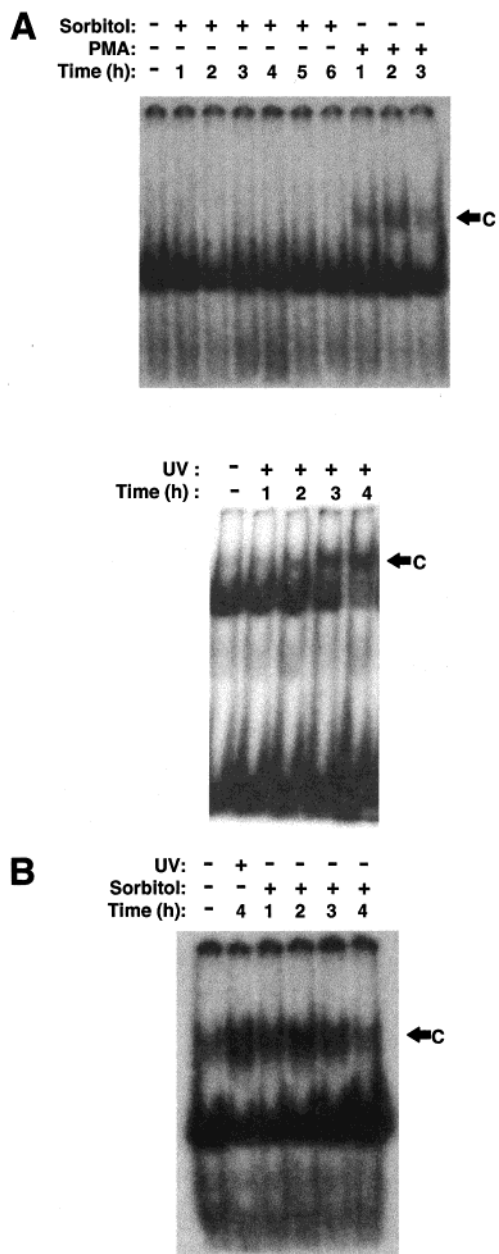 A
Sorbitol: - + + + + + + - - -
PMA: + + +
Time (h): - 1 2 3 4 5 6 1 2 3
C
UV : - + + + +
Time (h) : - 1 2 3 4
C
B
UV: - + - - - -
Sorbitol: - - + + + +
Time (h): - 4 1 2 3 4
C